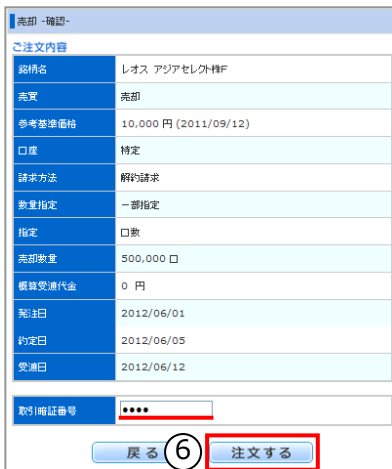 売却 -確認-
ご注文内容
銘柄名 レオス アジアセレクト株F
売買 売却
参考基準価格 10,000 円 (2011/09/12)
口座 特定
請求方法 解約請求
数量指定 一部指定
指定 口数
売却数量 500,000 口
概算受渡代金 0 円
発注日 2012/06/01
約定日 2012/06/05
受渡日 2012/06/12
取引暗証番号 ••••
戻る ⑥ 注文する